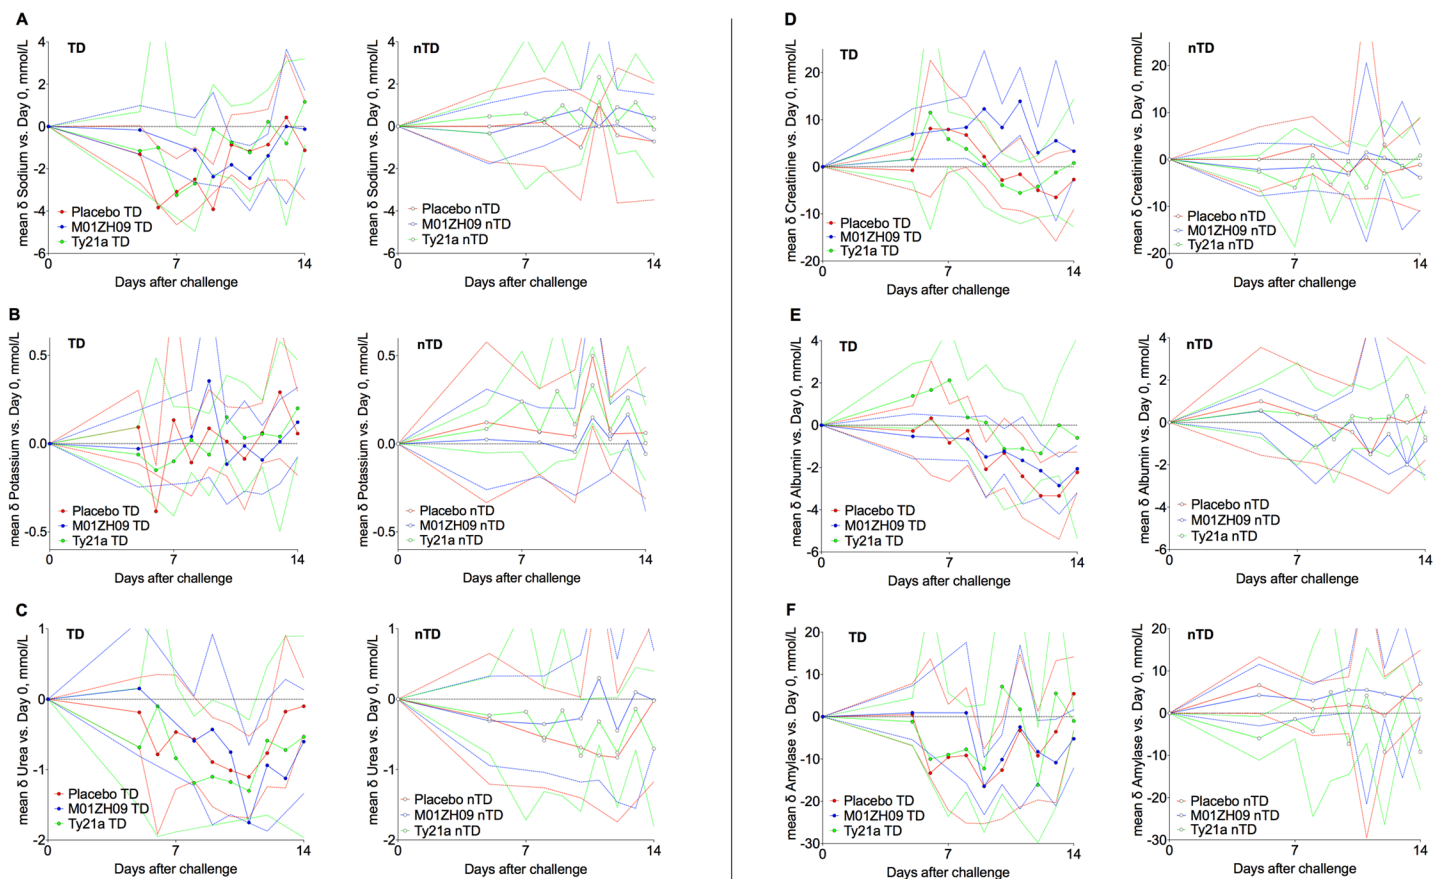 A
TD
mean δ Sodium vs. Day 0, mmol/L
4
2
0
-2
-4
-6
Placebo TD
M01ZH09 TD
Ty21a TD
0
7
14
Days after challenge
nTD
mean δ Sodium vs. Day 0, mmol/L
4
2
0
-2
-4
-6
Placebo nTD
M01ZH09 nTD
Ty21a nTD
0
7
14
Days after challenge
B
TD
mean δ Potassium vs. Day 0, mmol/L
0.5
0.0
-0.5
Placebo TD
M01ZH09 TD
Ty21a TD
0
7
14
Days after challenge
nTD
mean δ Potassium vs. Day 0, mmol/L
0.5
0.0
-0.5
Placebo nTD
M01ZH09 nTD
Ty21a nTD
0
7
14
Days after challenge
C
TD
mean δ Urea vs. Day 0, mmol/L
1
0
-1
-2
Placebo TD
M01ZH09 TD
Ty21a TD
0
7
14
Days after challenge
nTD
mean δ Urea vs. Day 0, mmol/L
1
0
-1
-2
Placebo nTD
M01ZH09 nTD
Ty21a nTD
0
7
14
Days after challenge
D
TD
mean δ Creatinine vs. Day 0, mmol/L
20
10
0
-10
-20
Placebo TD
M01ZH09 TD
Ty21a TD
0
7
14
Days after challenge
nTD
mean δ Creatinine vs. Day 0, mmol/L
20
10
0
-10
-20
Placebo nTD
M01ZH09 nTD
Ty21a nTD
0
7
14
Days after challenge
E
TD
mean δ Albumin vs. Day 0, mmol/L
4
2
0
-2
-4
-6
Placebo TD
M01ZH09 TD
Ty21a TD
0
7
14
Days after challenge
nTD
mean δ Albumin vs. Day 0, mmol/L
4
2
0
-2
-4
-6
Placebo nTD
M01ZH09 nTD
Ty21a nTD
0
7
14
Days after challenge
F
TD
mean δ Amylase vs. Day 0, mmol/L
20
10
0
-10
-20
-30
Placebo TD
M01ZH09 TD
Ty21a TD
0
7
14
Days after challenge
nTD
mean δ Amylase vs. Day 0, mmol/L
20
10
0
-10
-20
-30
Placebo nTD
M01ZH09 nTD
Ty21a nTD
0
7
14
Days after challenge